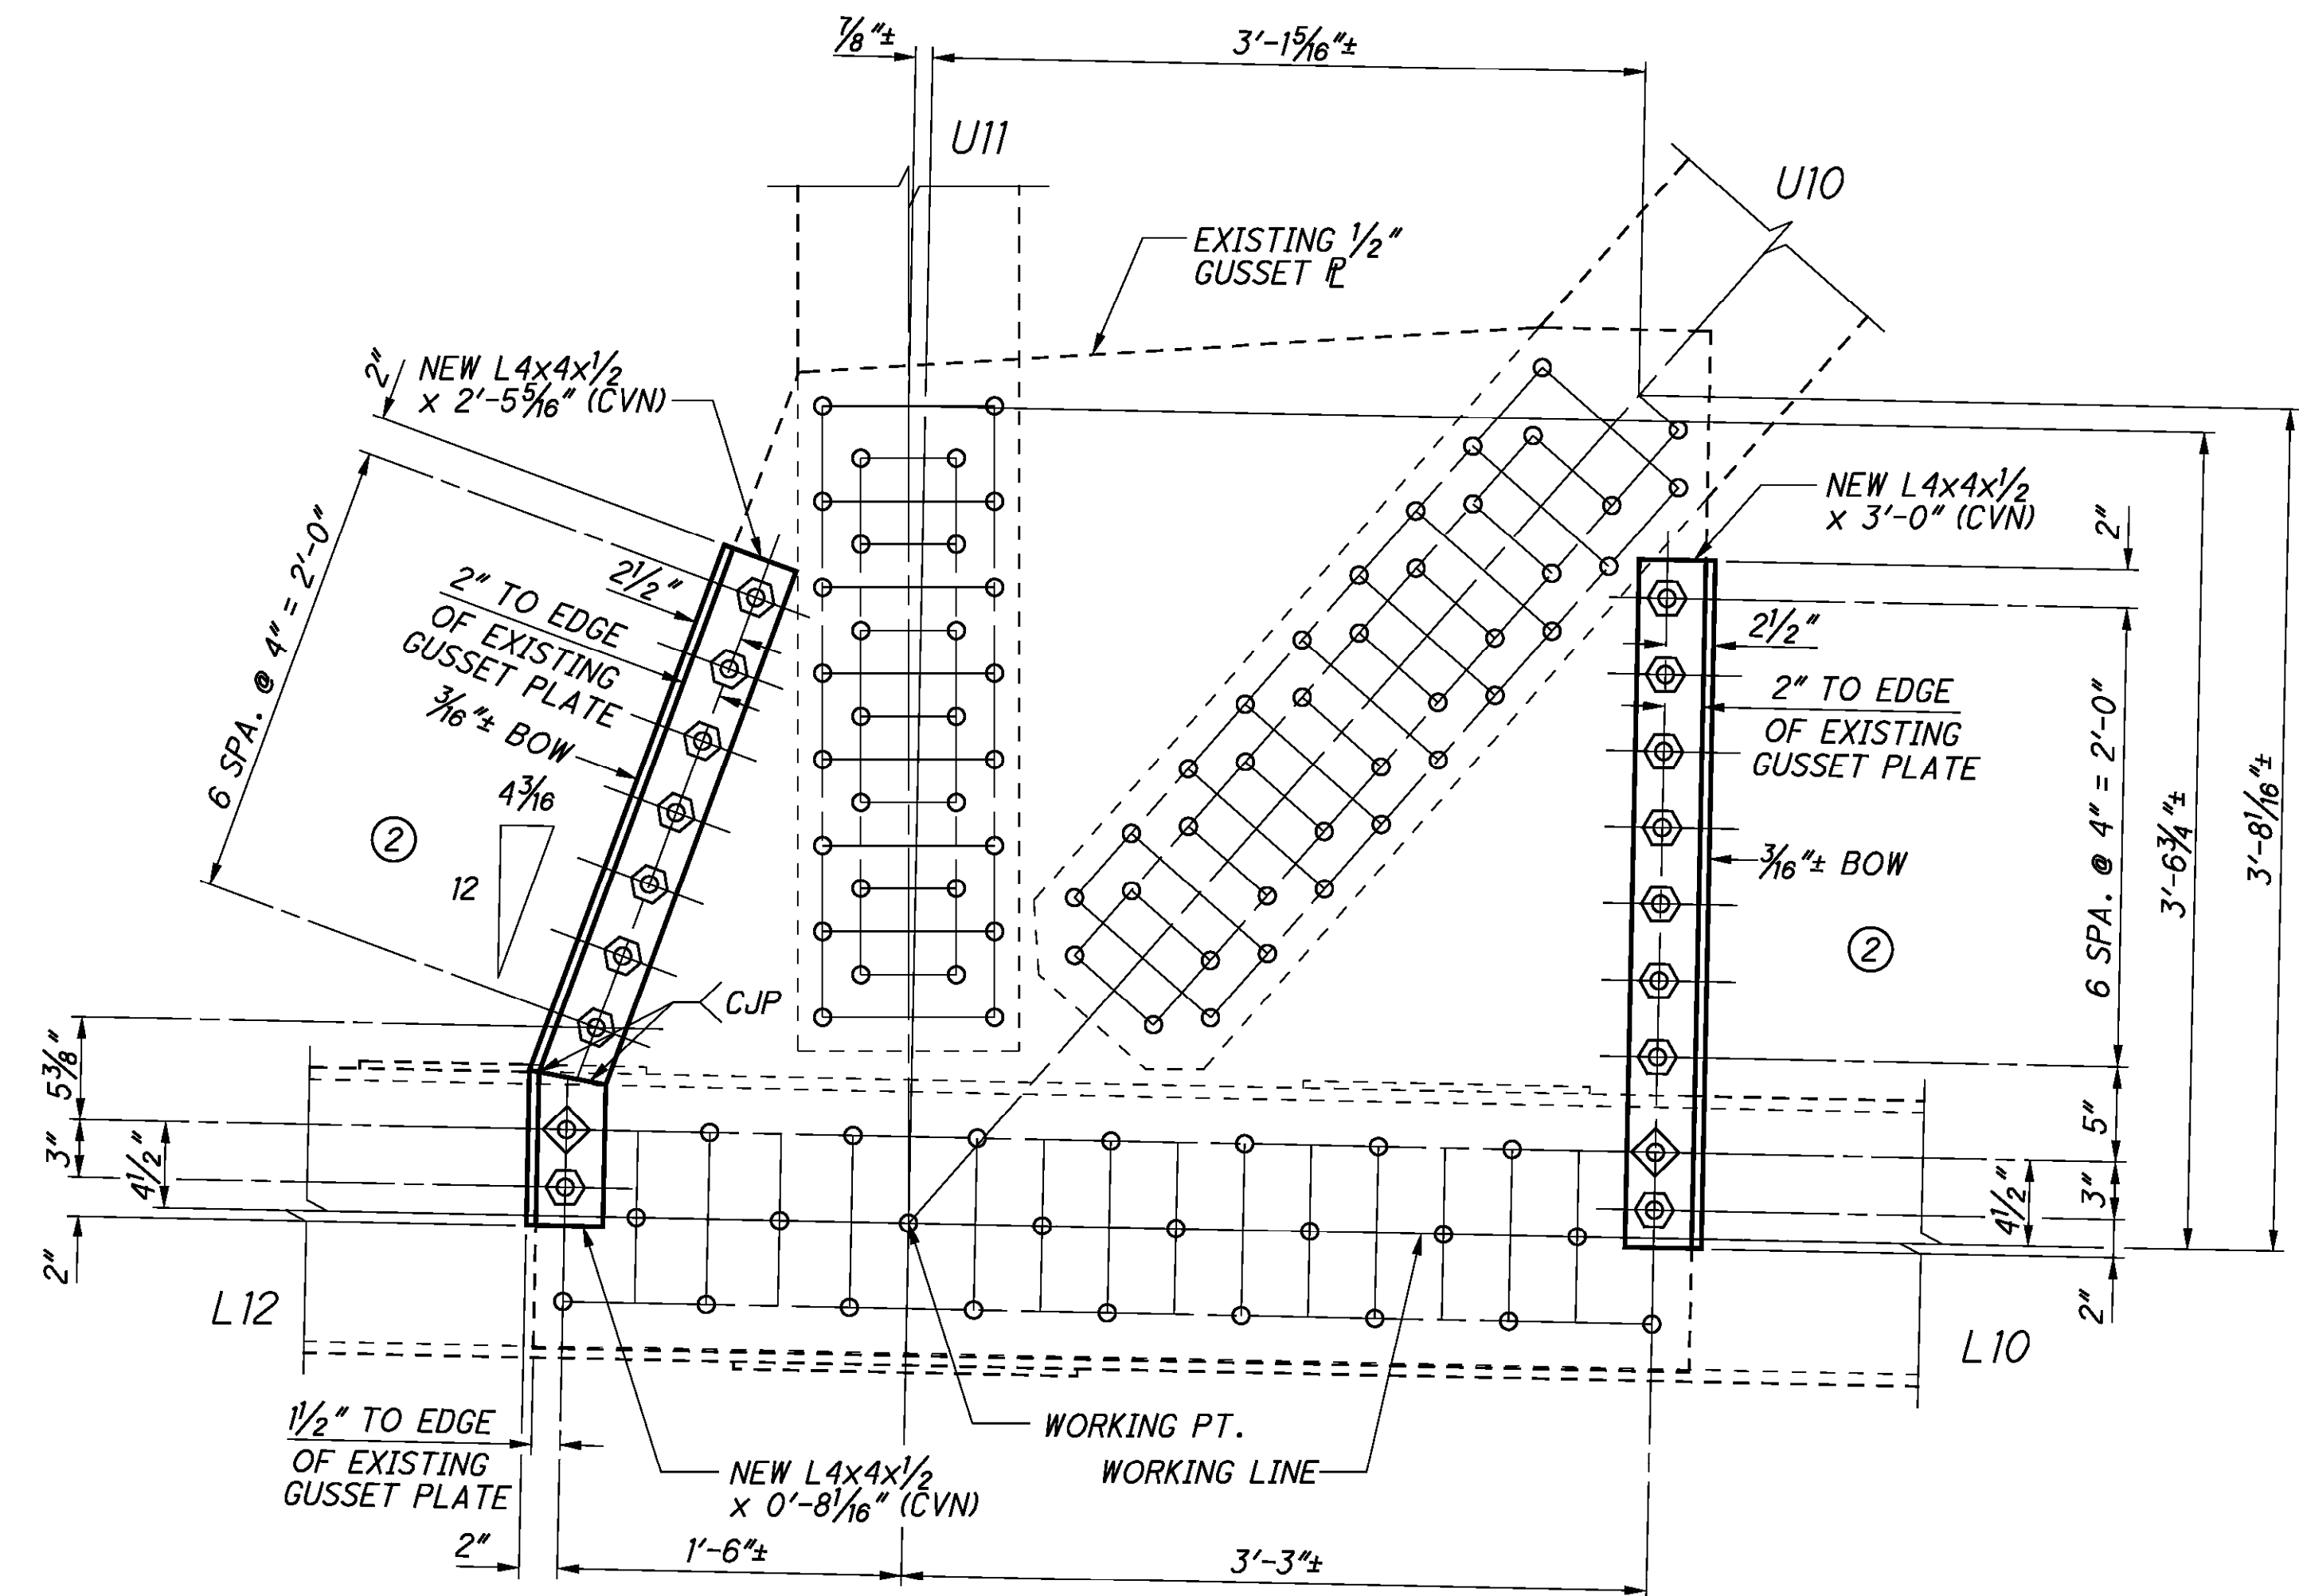 7/8"±
3'-1 5/16"±
U11
U10
EXISTING 1/2"
GUSSET ℄
2"
NEW L4x4x1/2
x 2'-5 5/16" (CVN)
6 SPA. @ 4" = 2'-0"
2 1/2"
2" TO EDGE
OF EXISTING
GUSSET PLATE
3/16"± BOW
4 3/16
12
2
CJP
NEW L4x4x1/2
x 3'-0" (CVN)
2"
2 1/2"
2" TO EDGE
OF EXISTING
GUSSET PLATE
3/16"± BOW
2
6 SPA. @ 4" = 2'-0"
3'-6 3/4"±
3'-8 1/16"±
5 3/8"
3"
4 1/2"
2"
5"
3"
4 1/2"
2"
L12
L10
1 1/2" TO EDGE
OF EXISTING
GUSSET PLATE
WORKING PT.
WORKING LINE
NEW L4x4x1/2
x 0'-8 1/16" (CVN)
2"
1'-6"±
3'-3"±